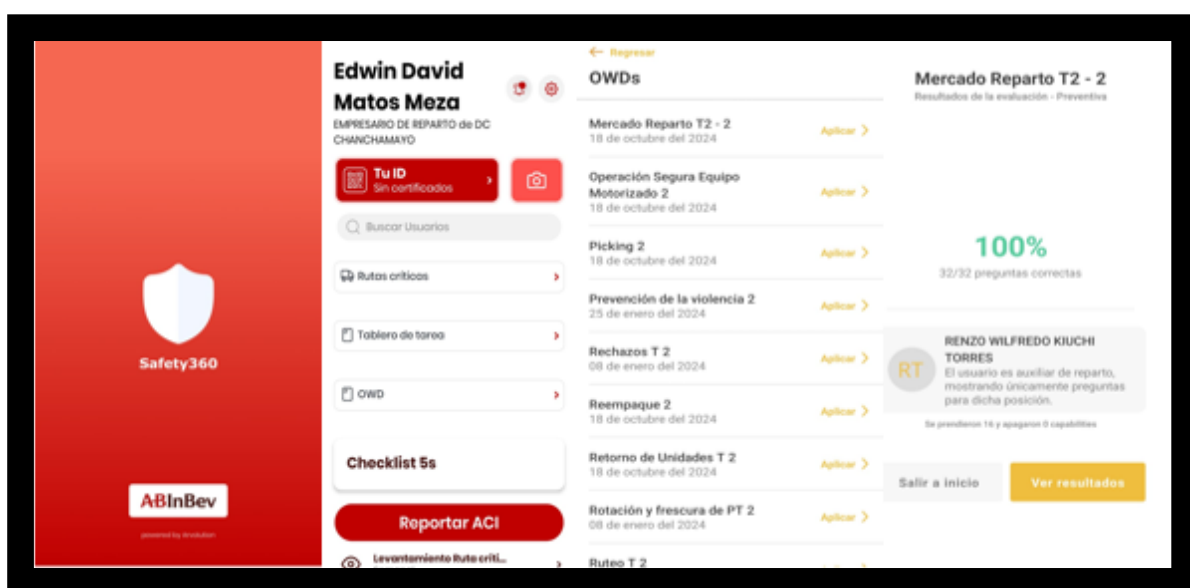 Safety360
ABInBev
powered by
Edwin David
Matos Meza
EMPRESARIO DE REPARTO de DC
CHANCHAMAYO
Tu ID
Sin certificados
Buscar Usuarios
Rutas críticas
Tablero de tarea
OWD
Checklist 5s
Reportar ACI
Levantamiento Ruta críti...
Regresar
OWDs
Mercado Reparto T2 - 2
18 de octubre del 2024
Aplicar
Operación Segura Equipo
Motorizado 2
18 de octubre del 2024
Aplicar
Picking 2
18 de octubre del 2024
Aplicar
Prevención de la violencia 2
25 de enero del 2024
Aplicar
Rechazos T 2
08 de enero del 2024
Aplicar
Reempaque 2
18 de octubre del 2024
Aplicar
Retorno de Unidades T 2
18 de octubre del 2024
Aplicar
Rotación y frescura de PT 2
08 de enero del 2024
Aplicar
Ruteo T 2
Mercado Reparto T2 - 2
Resultados de la evaluación - Preventiva
100%
32/32 preguntas correctas
RT
RENZO WILFREDO KIUCHI
TORRES
El usuario es auxiliar de reparto,
mostrando únicamente preguntas
para dicha posición.
Se prendieron 16 y apagaron 0 capabilities
Salir a inicio
Ver resultados